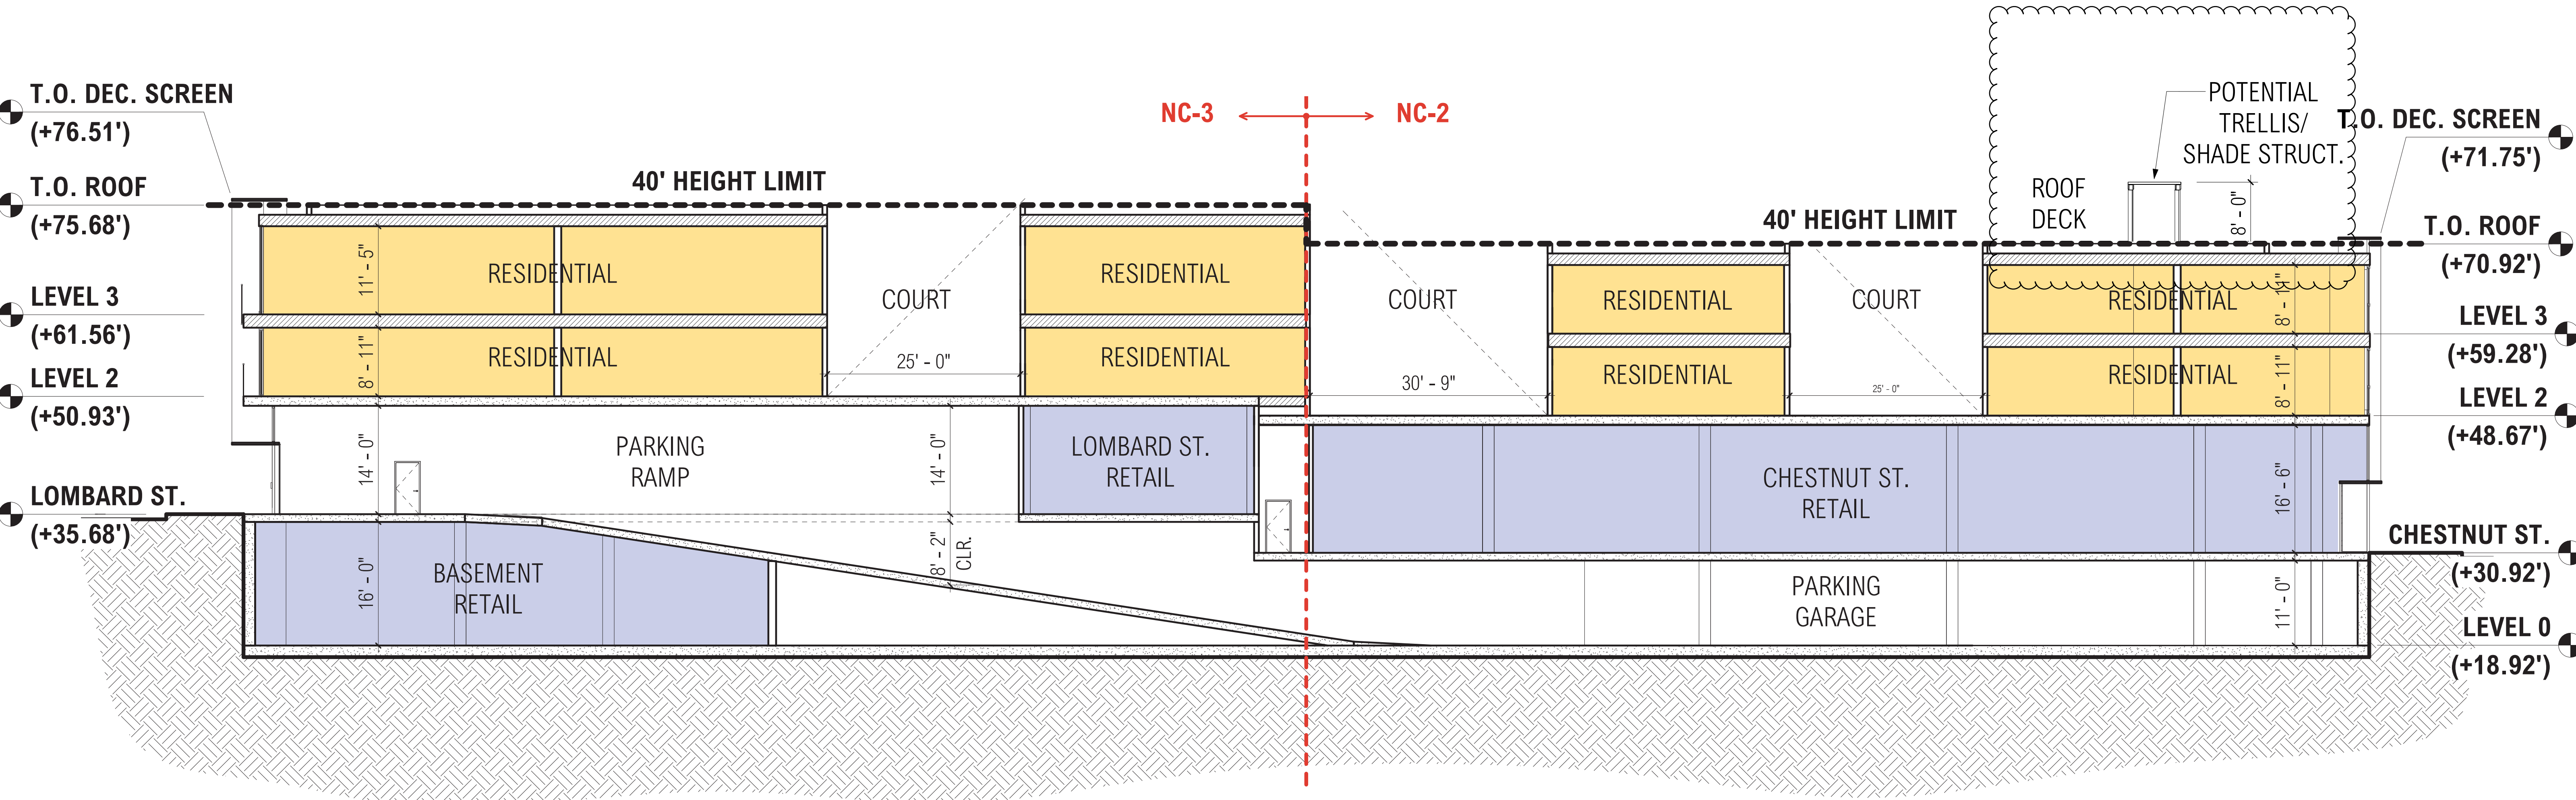 T.O. DEC. SCREEN
(+76.51')
T.O. ROOF
(+75.68')
LEVEL 3
(+61.56')
LEVEL 2
(+50.93')
LOMBARD ST.
(+35.68')
40' HEIGHT LIMIT
NC-3
NC-2
40' HEIGHT LIMIT
POTENTIAL
TRELLIS/
SHADE STRUCT.
ROOF
DECK
8' - 0"
RESIDENTIAL
RESIDENTIAL
11' - 5"
8' - 11"
COURT
25' - 0"
RESIDENTIAL
RESIDENTIAL
COURT
30' - 9"
RESIDENTIAL
RESIDENTIAL
COURT
25' - 0"
RESIDENTIAL
RESIDENTIAL
8' - 11"
8' - 11"
14' - 0"
PARKING
RAMP
14' - 0"
LOMBARD ST.
RETAIL
CHESTNUT ST.
RETAIL
16' - 6"
16' - 0"
BASEMENT
RETAIL
8' - 2"
CLR.
PARKING
GARAGE
11' - 0"
T.O. DEC. SCREEN
(+71.75')
T.O. ROOF
(+70.92')
LEVEL 3
(+59.28')
LEVEL 2
(+48.67')
CHESTNUT ST.
(+30.92')
LEVEL 0
(+18.92')